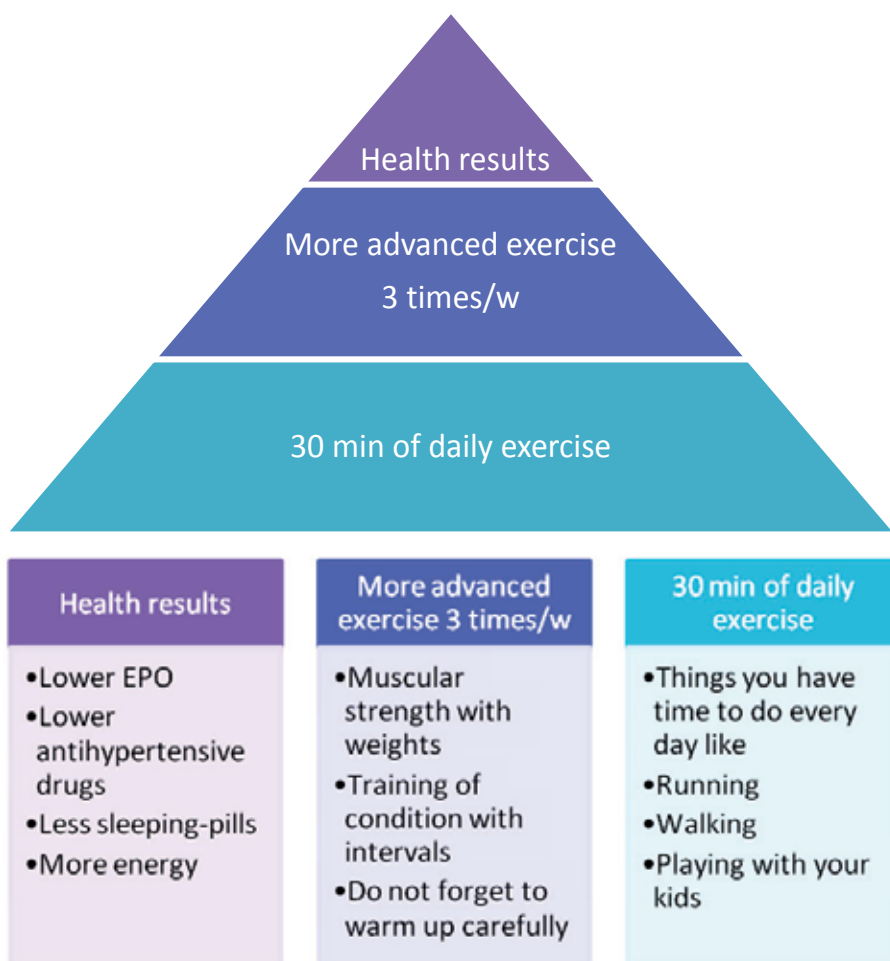 Health results
More advanced exercise
3 times/w
30 min of daily exercise
Health results
•Lower EPO
•Lower
antihypertensive
drugs
•Less sleeping-pills
•More energy
More advanced
exercise 3 times/w
•Muscular
strength with
weights
•Training of
condition with
intervals
•Do not forget to
warm up carefully
30 min of daily
exercise
•Things you have
time to do every
day like
•Running
•Walking
•Playing with your
kids